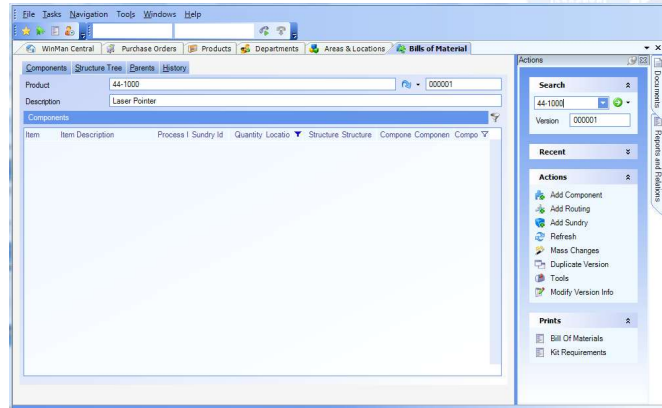 File Tasks Navigation Tools Windows Help
WinMan Central Purchase Orders Products Departments Areas & Locations Bills of Material
Components Structure Tree Parents History
Product 44-1000 000001
Description Laser Pointer
Components
Item Item Description Process I Sundry Id Quantity Locatio Structure Structure Compone Componen Compo
Actions
Search
44-1000
Version 000001
Recent
Actions
Add Component
Add Routing
Add Sundry
Refresh
Mass Changes
Duplicate Version
Tools
Modify Version Info
Prints
Bill Of Materials
Kit Requirements
Documents
Reports and Relations